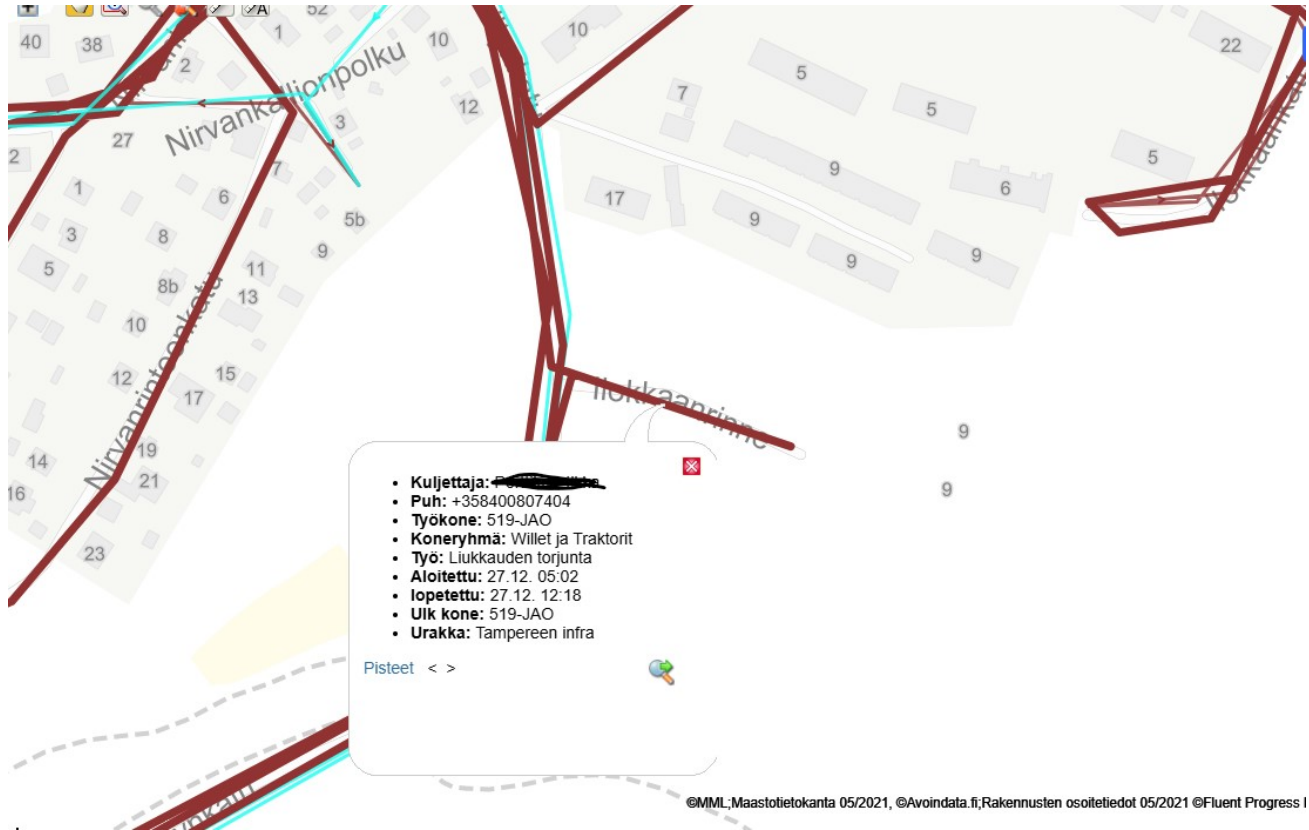 52
40
38
1
10
10
22
2
Nirvankallionpolku
5
7
5
12
3
27
2
5
9
7
1
6
6
17
5b
9
3
8
9
11
9
9
5
8b
13
10
Nirvanrinteenkatu
Ilokkaanrinne
Ilokkaankatu
12
15
17
9
19
14
21
16
9
23
Kuljettaja:
Puh: +358400807404
Työkone: 519-JAO
Koneryhmä: Willet ja Traktorit
Työ: Liukkauden torjunta
Aloitettu: 27.12. 05:02
lopetettu: 27.12. 12:18
Ulk kone: 519-JAO
Urakka: Tampereen infra
Pisteet < >
©MML;Maastotietokanta 05/2021, ©Avoindata.fi;Rakennusten osoitetiedot 05/2021 ©Fluent Progress